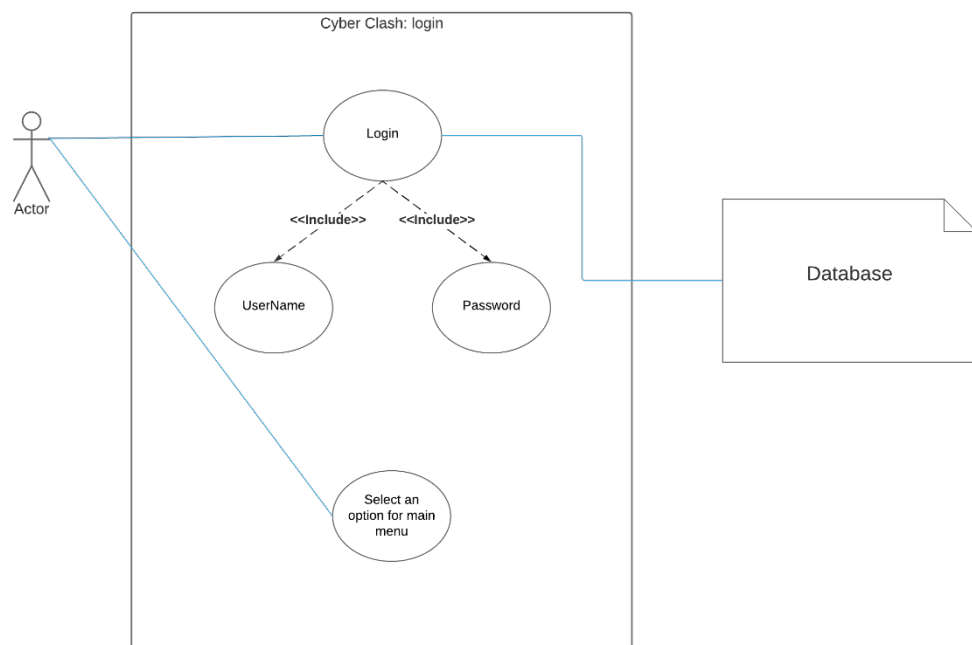 Cyber Clash: login
Login
Actor
<<Include>>
<<Include>>
UserName
Password
Database
Select an
option for main
menu